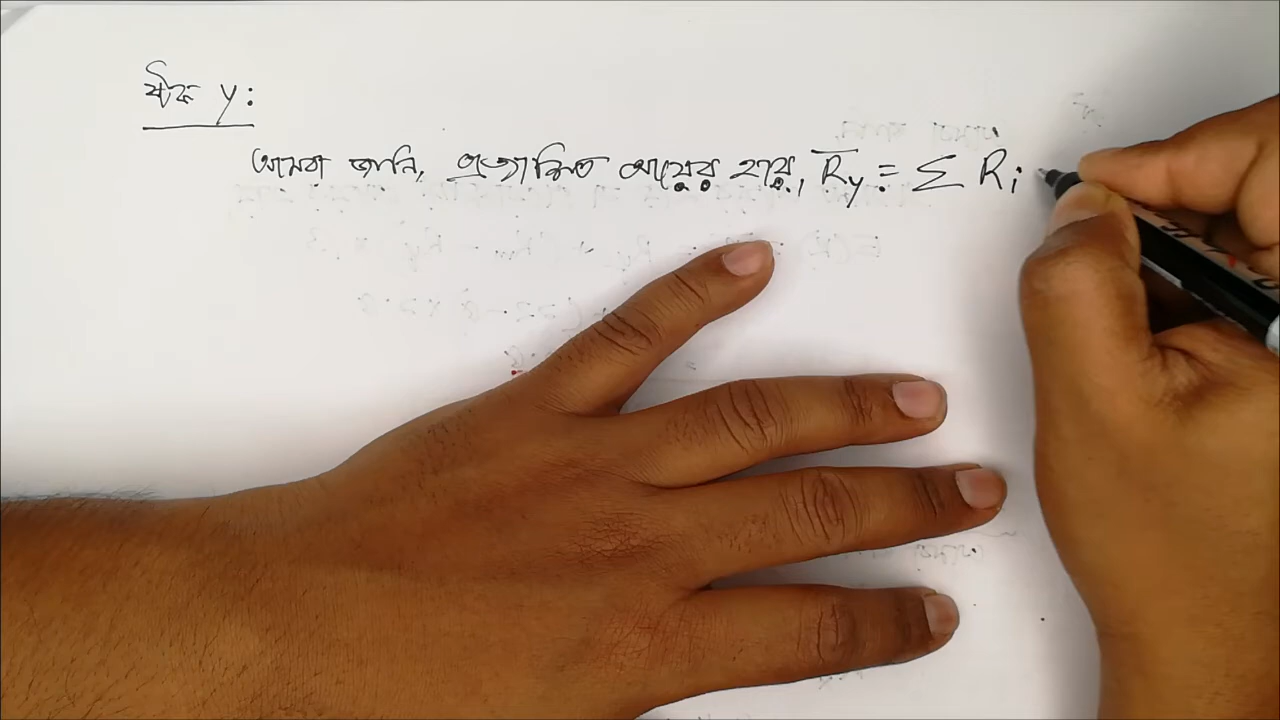 ষ্টক y:
আমরা জানি, প্রত্যাশিত আয়ের হার, R̅y = Σ Ri